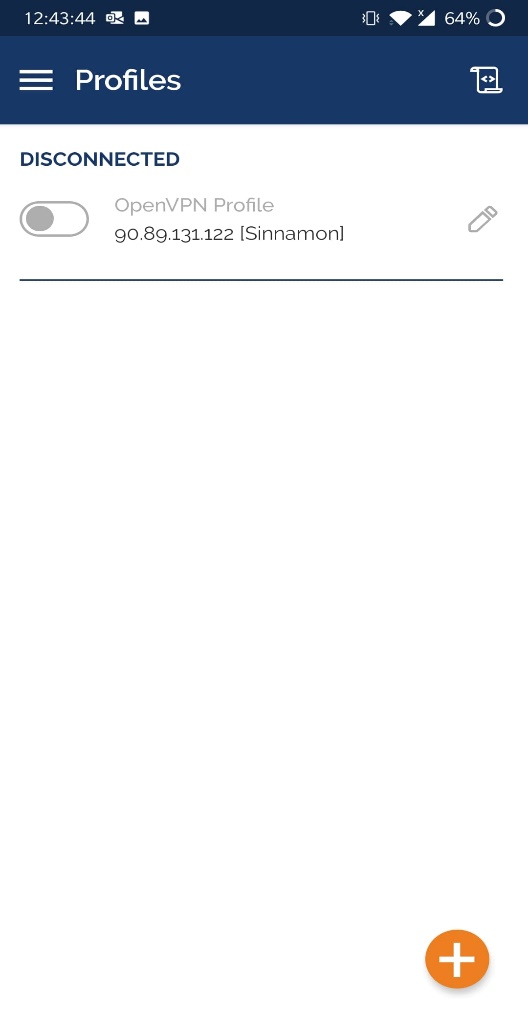 12:43:44
64%
Profiles
DISCONNECTED
OpenVPN Profile
90.89.131.122 [Sinnamon]